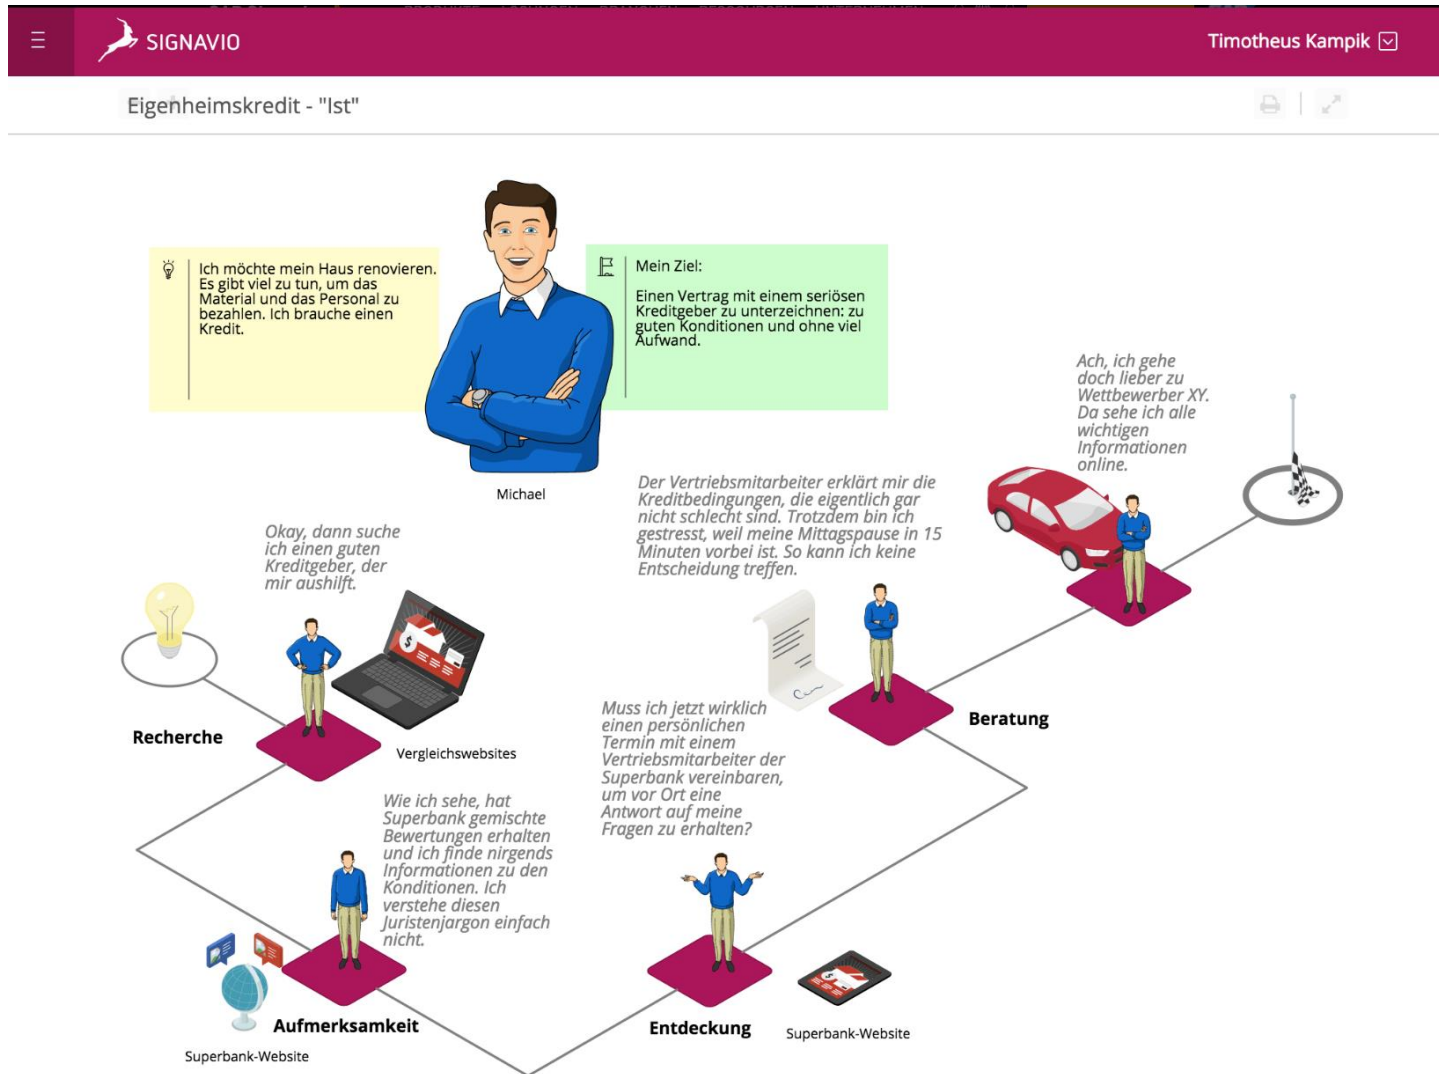 SIGNAVIO
Timotheus Kampik
Eigenheimskredit - "Ist"
Ich möchte mein Haus renovieren.
Es gibt viel zu tun, um das
Material und das Personal zu
bezahlen. Ich brauche einen
Kredit.
Mein Ziel:
Einen Vertrag mit einem seriösen
Kreditgeber zu unterzeichnen: zu
guten Konditionen und ohne viel
Aufwand.
Michael
Ach, ich gehe
doch lieber zu
Wettbewerber XY.
Da sehe ich alle
wichtigen
Informationen
online.
Der Vertriebsmitarbeiter erklärt mir die
Kreditbedingungen, die eigentlich gar
nicht schlecht sind. Trotzdem bin ich
gestresst, weil meine Mittagspause in 15
Minuten vorbei ist. So kann ich keine
Entscheidung treffen.
Okay, dann suche
ich einen guten
Kreditgeber, der
mir aushilft.
Recherche
Vergleichswebsites
Muss ich jetzt wirklich
einen persönlichen
Termin mit einem
Vertriebsmitarbeiter der
Superbank vereinbaren,
um vor Ort eine
Antwort auf meine
Fragen zu erhalten?
Beratung
Wie ich sehe, hat
Superbank gemischte
Bewertungen erhalten
und ich finde nirgends
Informationen zu den
Konditionen. Ich
verstehe diesen
Juristenjargon einfach
nicht.
Aufmerksamkeit
Superbank-Website
Entdeckung
Superbank-Website